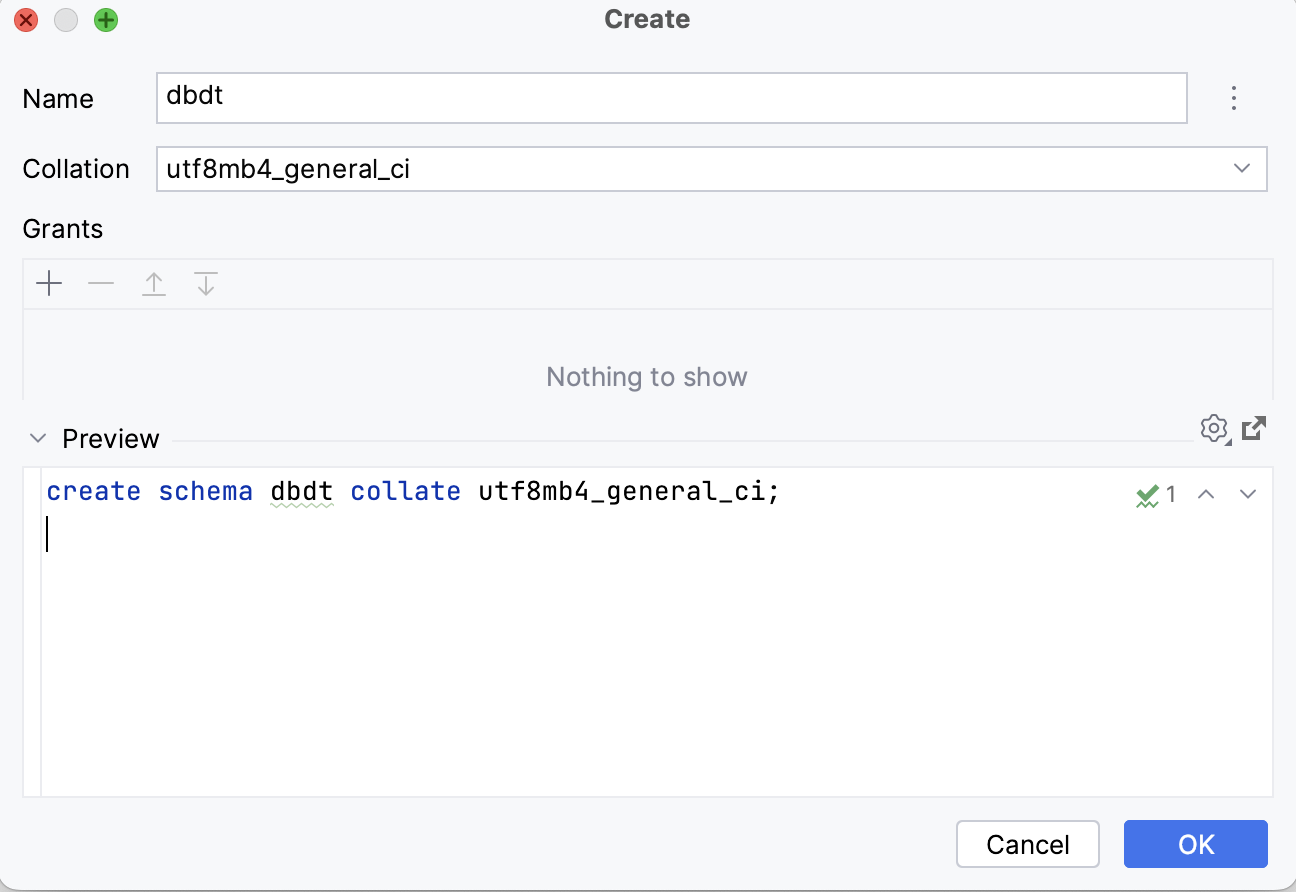 Create
Name dbdt
Collation utf8mb4_general_ci
Grants
Nothing to show
Preview
create schema dbdt collate utf8mb4_general_ci;
1
Cancel OK